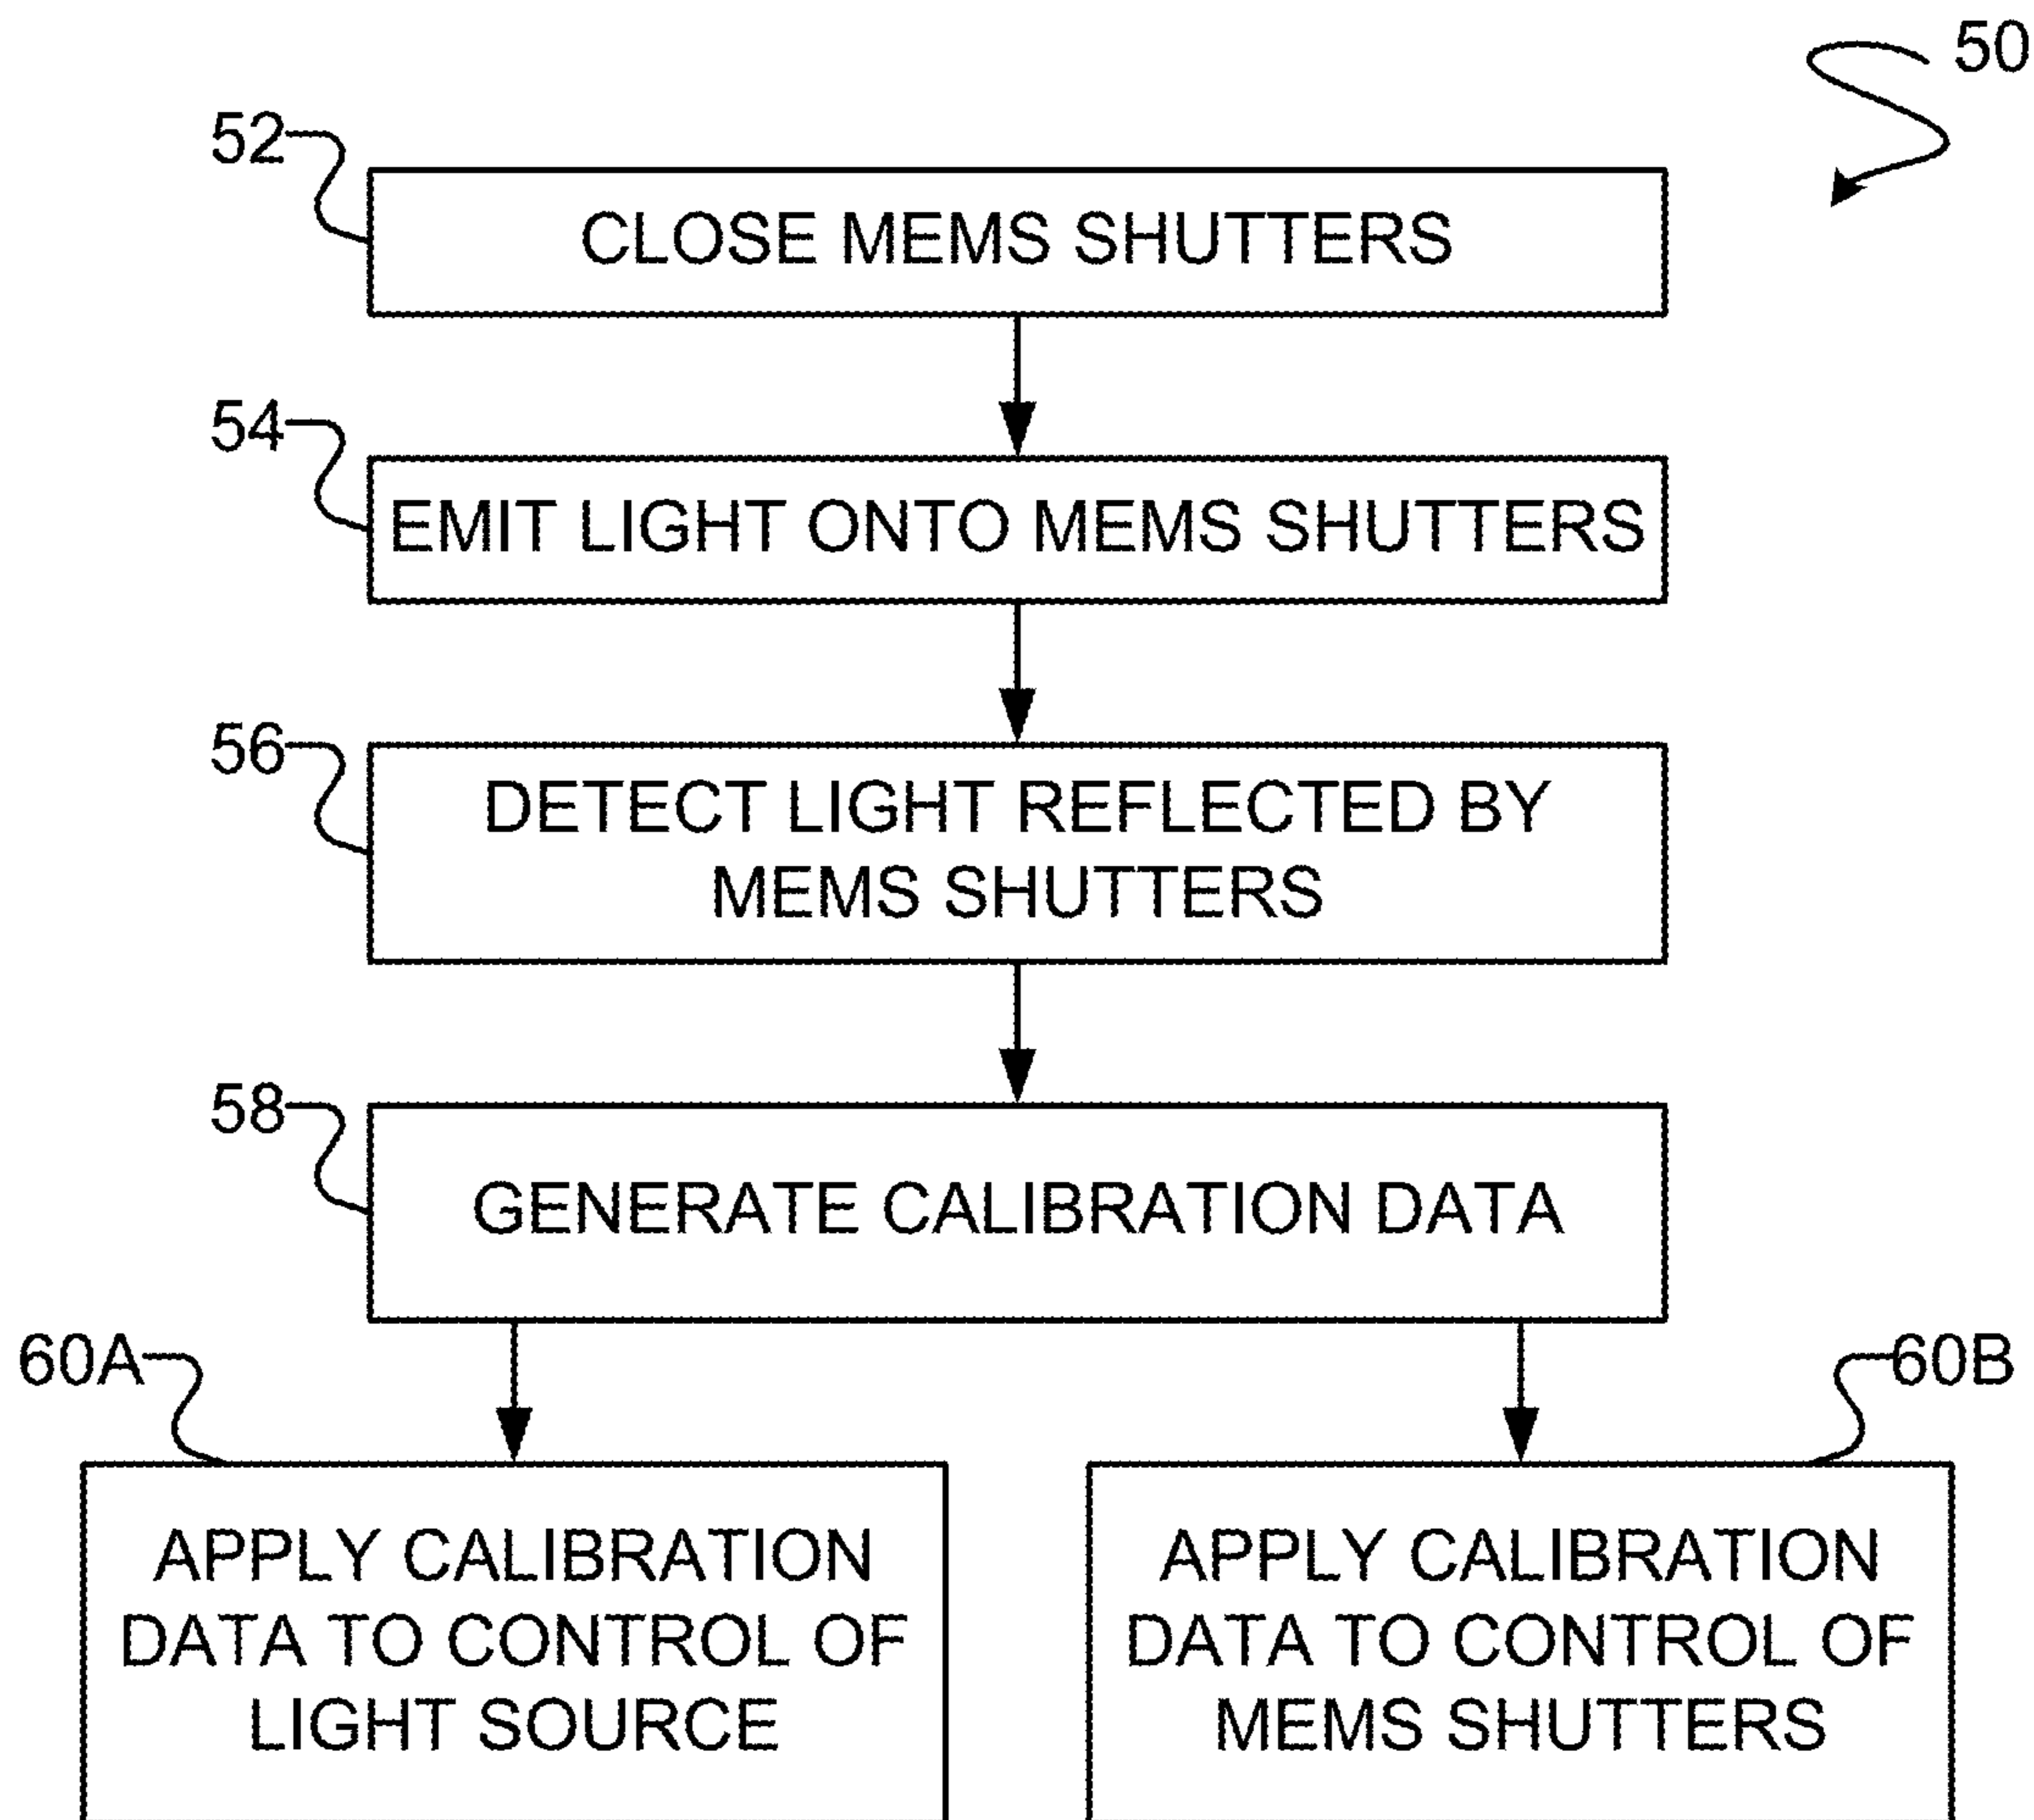 50
52
CLOSE MEMS SHUTTERS
54
EMIT LIGHT ONTO MEMS SHUTTERS
56
DETECT LIGHT REFLECTED BY
MEMS SHUTTERS
58
GENERATE CALIBRATION DATA
60A
APPLY CALIBRATION
DATA TO CONTROL OF
LIGHT SOURCE
60B
APPLY CALIBRATION
DATA TO CONTROL OF
MEMS SHUTTERS